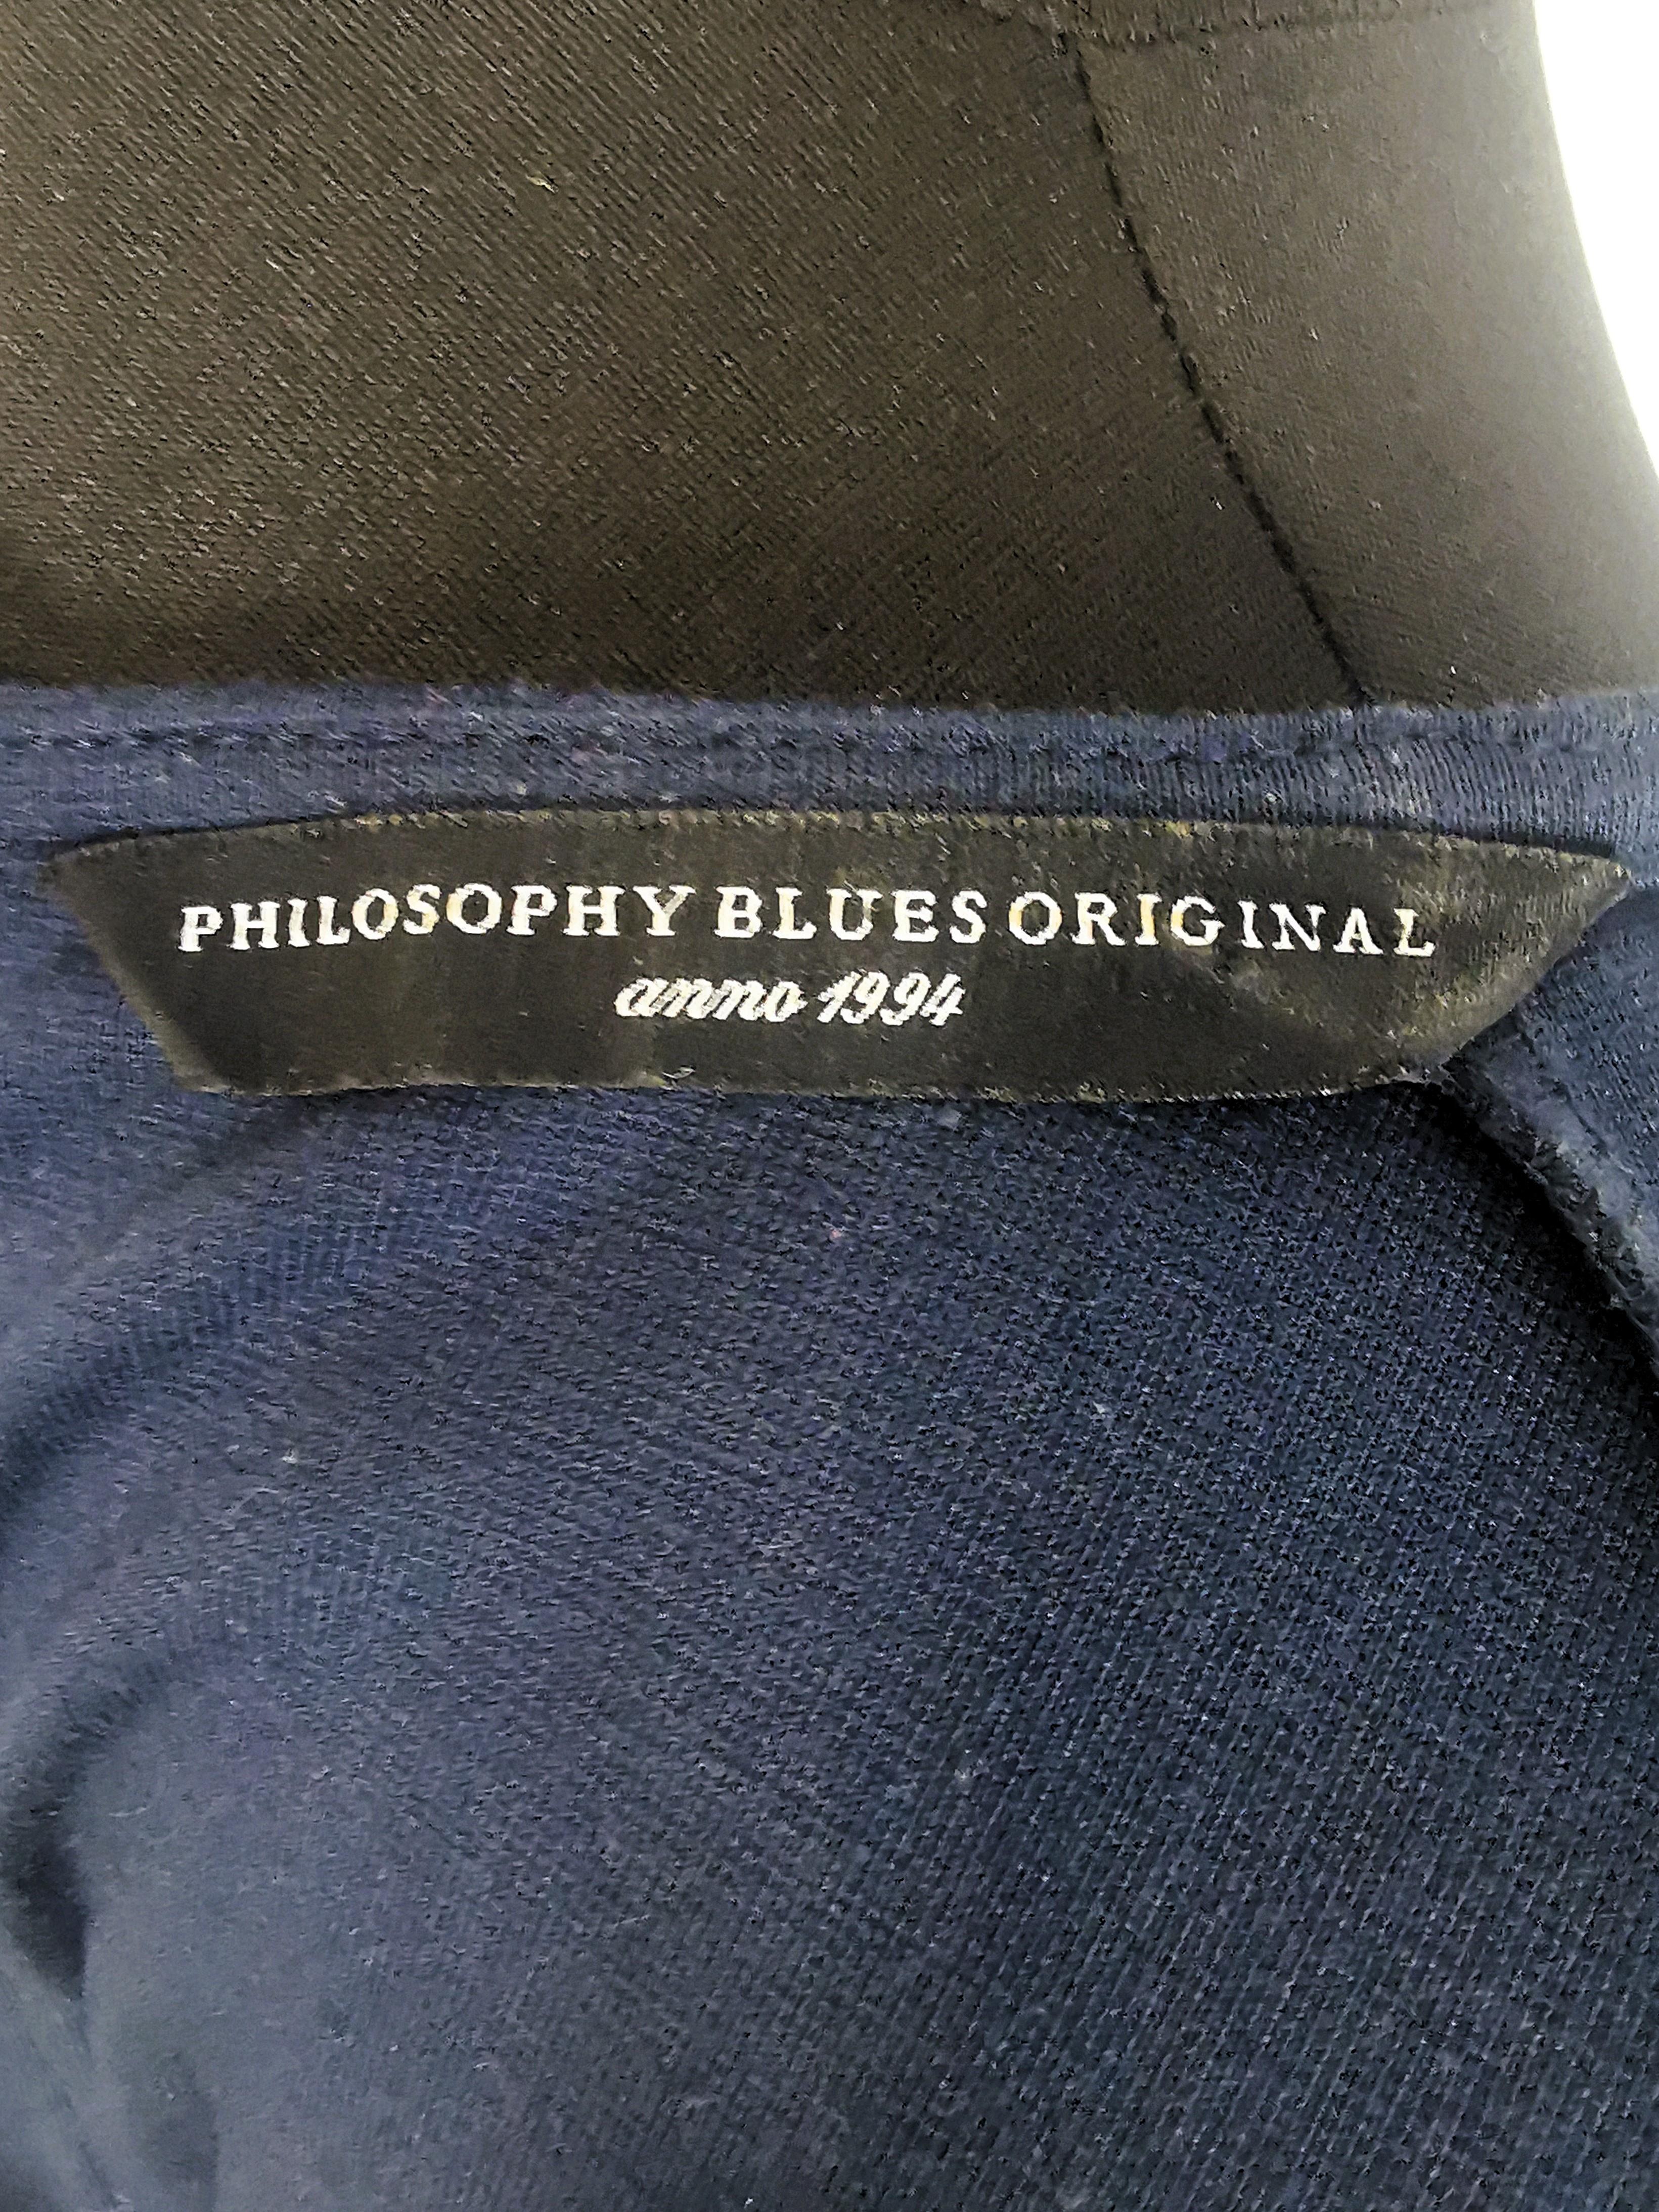 PHILOSOPHY BLUES ORIGINAL
anno 1994